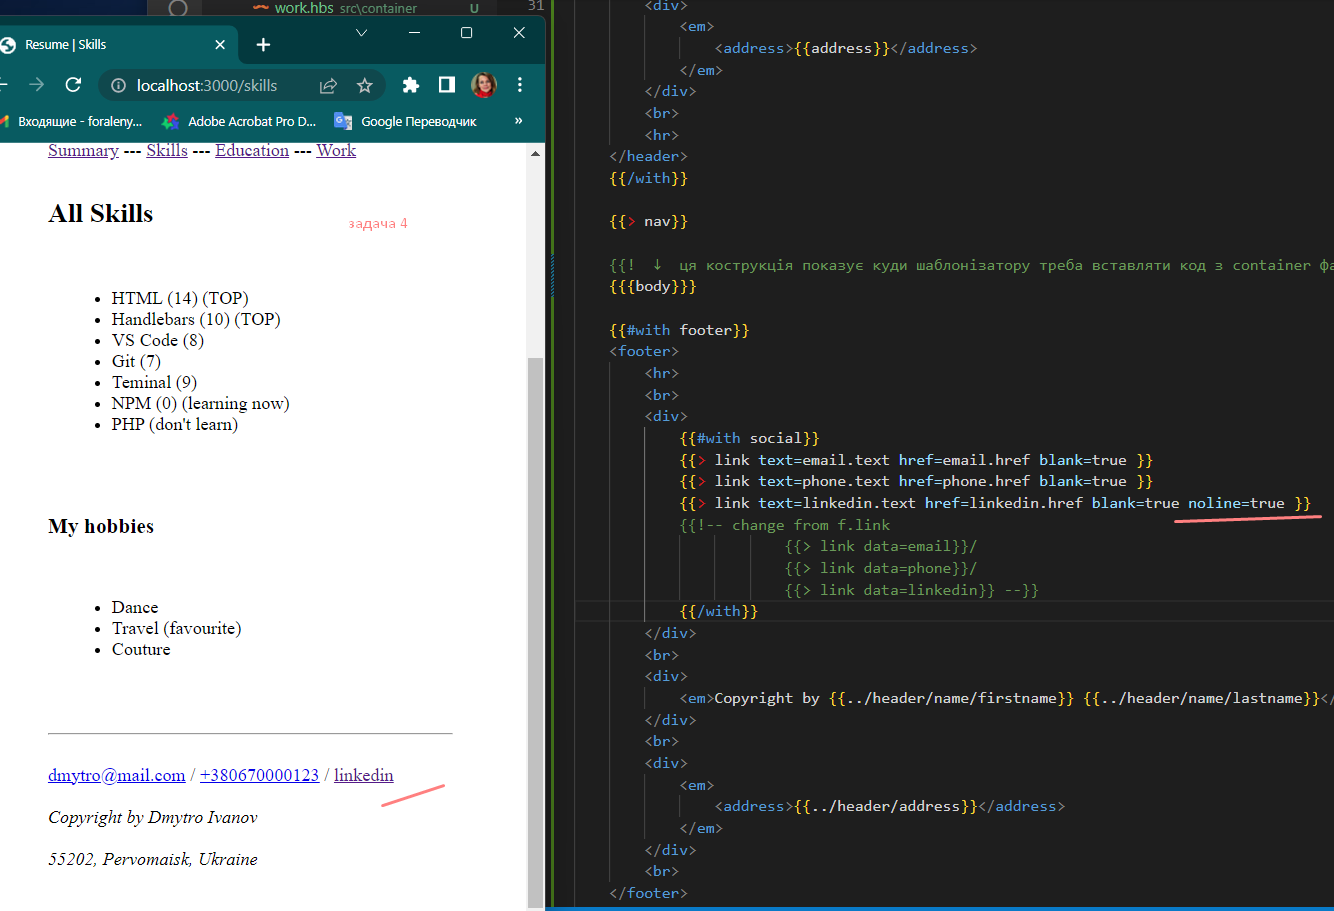 work.hbs src\container U
Resume | Skills
localhost:3000/skills
Входящие - foraleny...
Adobe Acrobat Pro D...
Google Переводчик
»
Summary --- Skills --- Education --- Work
All Skills
задача 4
• HTML (14) (TOP)
• Handlebars (10) (TOP)
• VS Code (8)
• Git (7)
• Teminal (9)
• NPM (0) (learning now)
• PHP (don't learn)
My hobbies
• Dance
• Travel (favourite)
• Couture
dmytro@mail.com / +380670000123 / linkedin
Copyright by Dmytro Ivanov
55202, Pervomaisk, Ukraine
31
<div>
<em>
<address>{{address}}</address>
</em>
</div>
<br>
<hr>
</header>
{{/with}}
{{> nav}}
{{! ↓ ця кострукція показує куди шаблонізатору треба вставляти код з container фа
{{{body}}}
{{#with footer}}
<footer>
<hr>
<br>
<div>
{{#with social}}
{{> link text=email.text href=email.href blank=true }}
{{> link text=phone.text href=phone.href blank=true }}
{{> link text=linkedin.text href=linkedin.href blank=true noline=true }}
{{!-- change from f.link
{{> link data=email}}/
{{> link data=phone}}/
{{> link data=linkedin}} --}}
{{/with}}
</div>
<br>
<div>
<em>Copyright by {{../header/name/firstname}} {{../header/name/lastname}}</
</div>
<br>
<div>
<em>
<address>{{../header/address}}</address>
</em>
</div>
<br>
</footer>